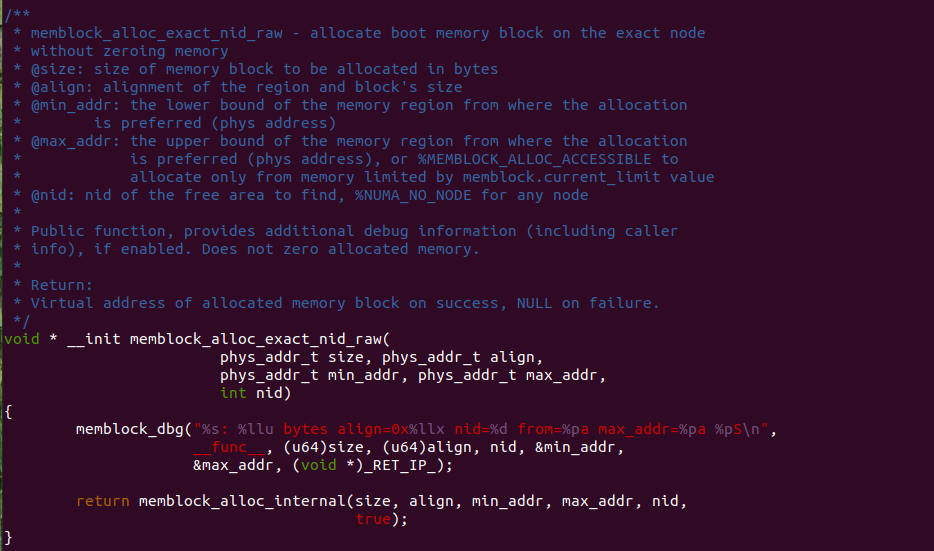 /**
 * memblock_alloc_exact_nid_raw - allocate boot memory block on the exact node
 * without zeroing memory
 * @size: size of memory block to be allocated in bytes
 * @align: alignment of the region and block's size
 * @min_addr: the lower bound of the memory region from where the allocation
 *        is preferred (phys address)
 * @max_addr: the upper bound of the memory region from where the allocation
 *            is preferred (phys address), or %MEMBLOCK_ALLOC_ACCESSIBLE to
 *            allocate only from memory limited by memblock.current_limit value
 * @nid: nid of the free area to find, %NUMA_NO_NODE for any node
 *
 * Public function, provides additional debug information (including caller
 * info), if enabled. Does not zero allocated memory.
 *
 * Return:
 * Virtual address of allocated memory block on success, NULL on failure.
 */
void * __init memblock_alloc_exact_nid_raw(
                        phys_addr_t size, phys_addr_t align,
                        phys_addr_t min_addr, phys_addr_t max_addr,
                        int nid)
{
        memblock_dbg("%s: %llu bytes align=0x%llx nid=%d from=%pa max_addr=%pa %pS\n",
                     __func__, (u64)size, (u64)align, nid, &min_addr,
                     &max_addr, (void *)_RET_IP_);

        return memblock_alloc_internal(size, align, min_addr, max_addr, nid,
                                       true);
}